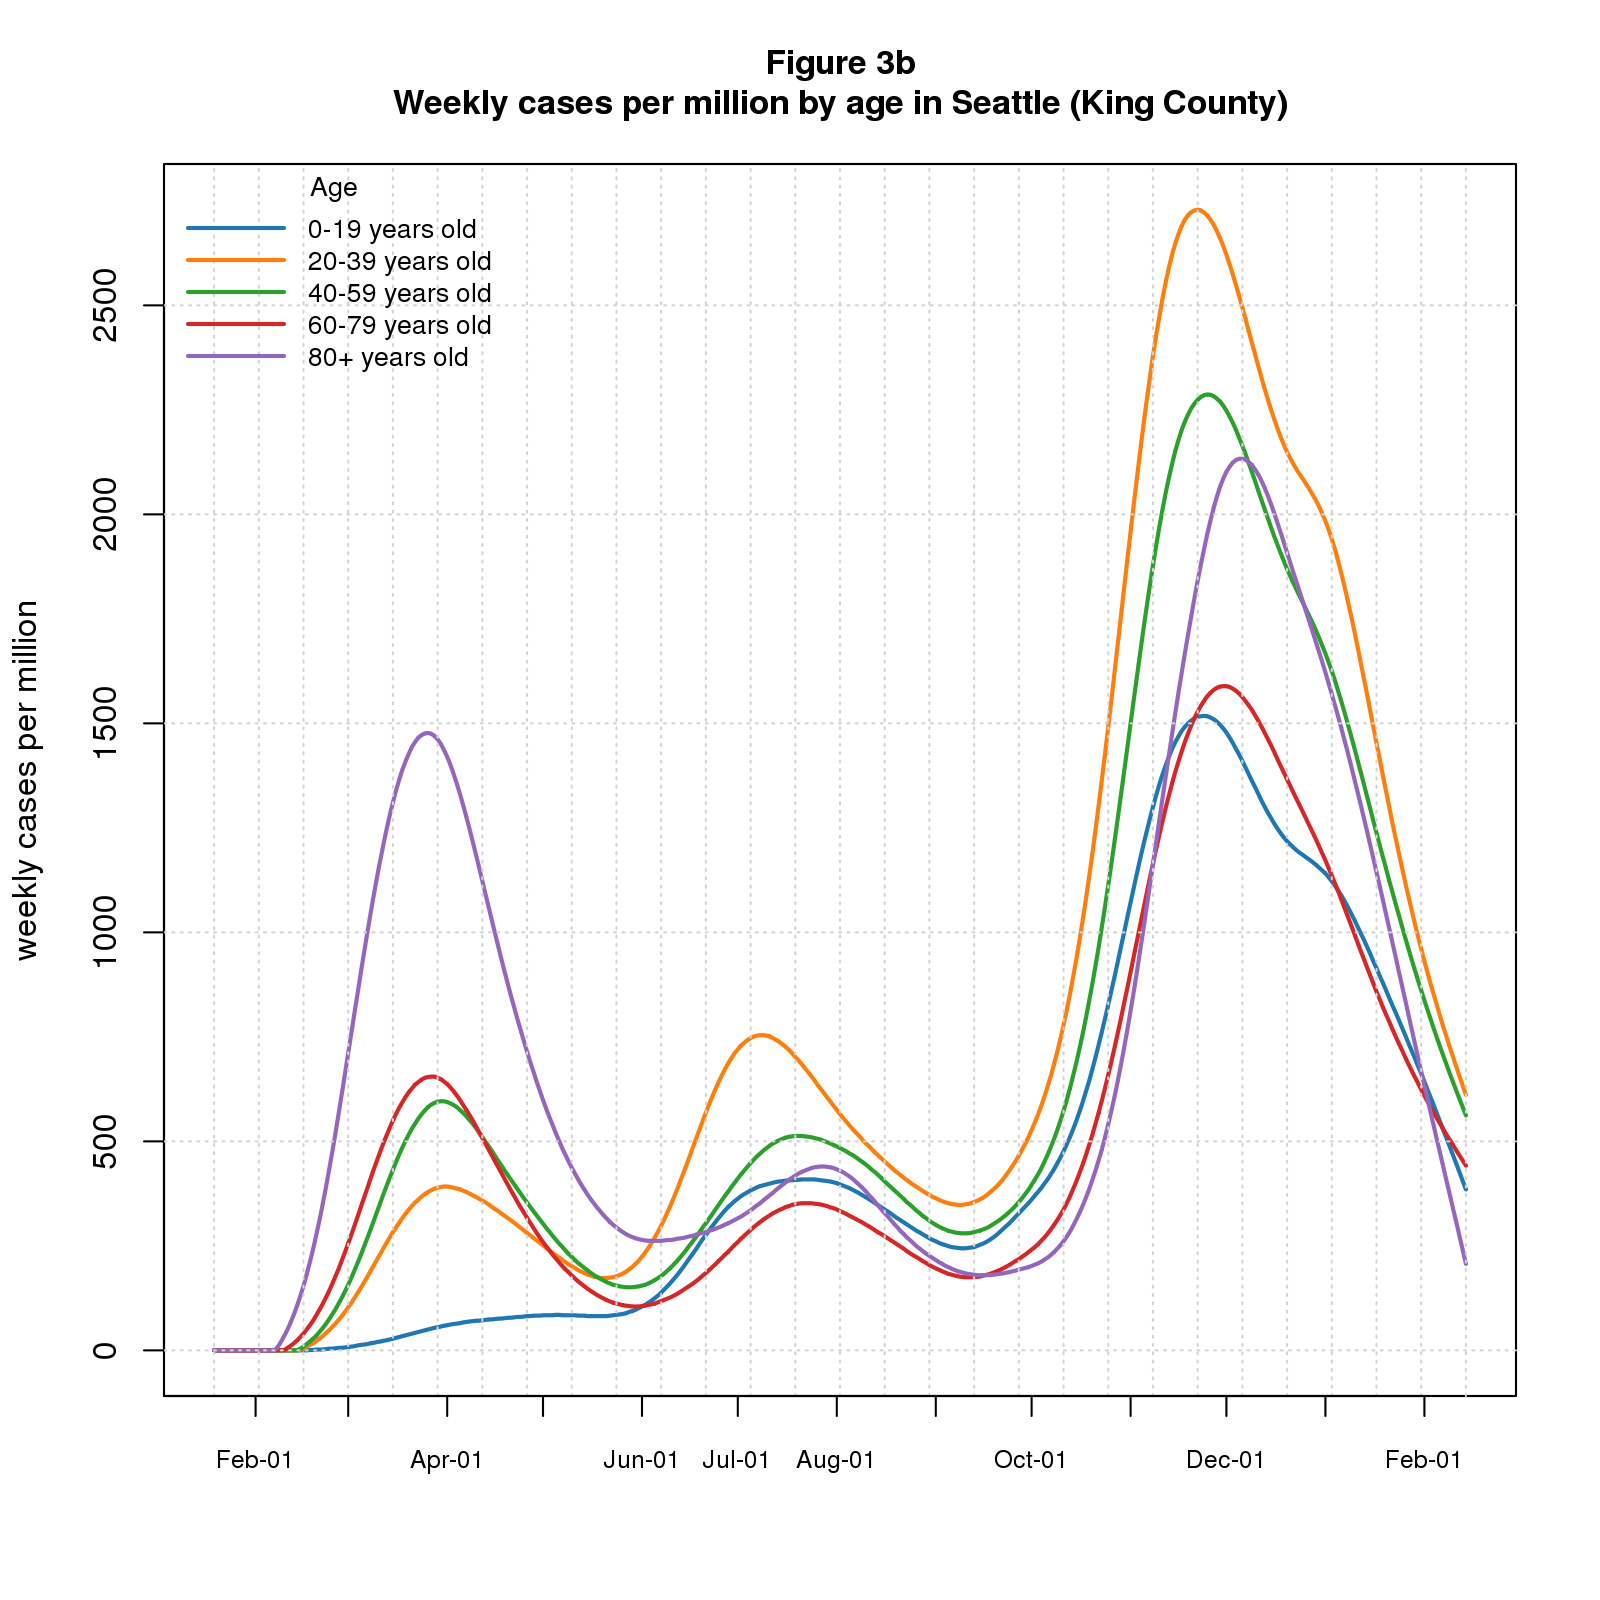 Figure 3b
Weekly cases per million by age in Seattle (King County)
Age
0-19 years old
20-39 years old
40-59 years old
60-79 years old
80+ years old
weekly cases per million
2500
2000
1500
1000
500
0
Feb-01 Apr-01 Jun-01 Jul-01 Aug-01 Oct-01 Dec-01 Feb-01